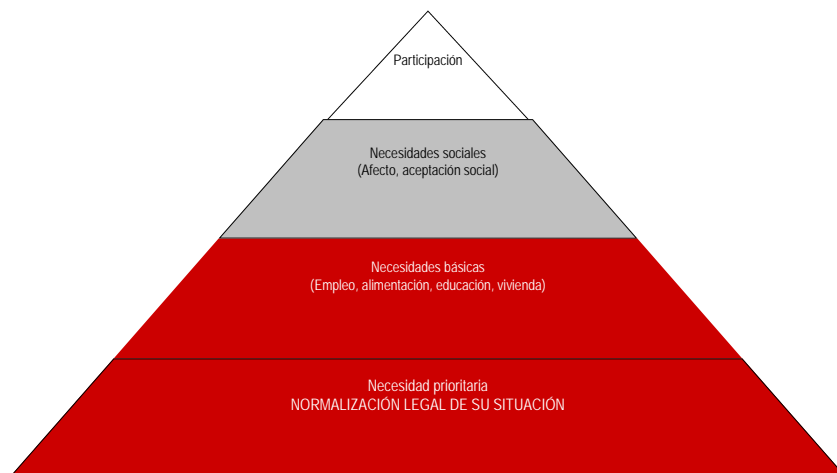 Participación
Necesidades sociales
(Afecto, aceptación social)
Necesidades básicas
(Empleo, alimentación, educación, vivienda)
Necesidad prioritaria
NORMALIZACIÓN LEGAL DE SU SITUACIÓN